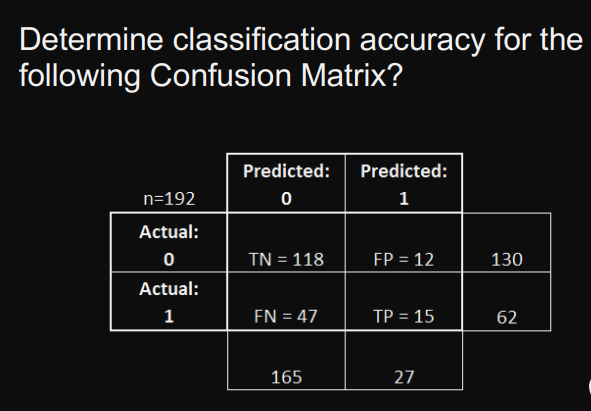 Determine classification accuracy for the
following Confusion Matrix?
Predicted: Predicted:
n=192 0 1
Actual:
0 TN = 118 FP = 12 130
Actual:
1 FN = 47 TP = 15 62
165 27